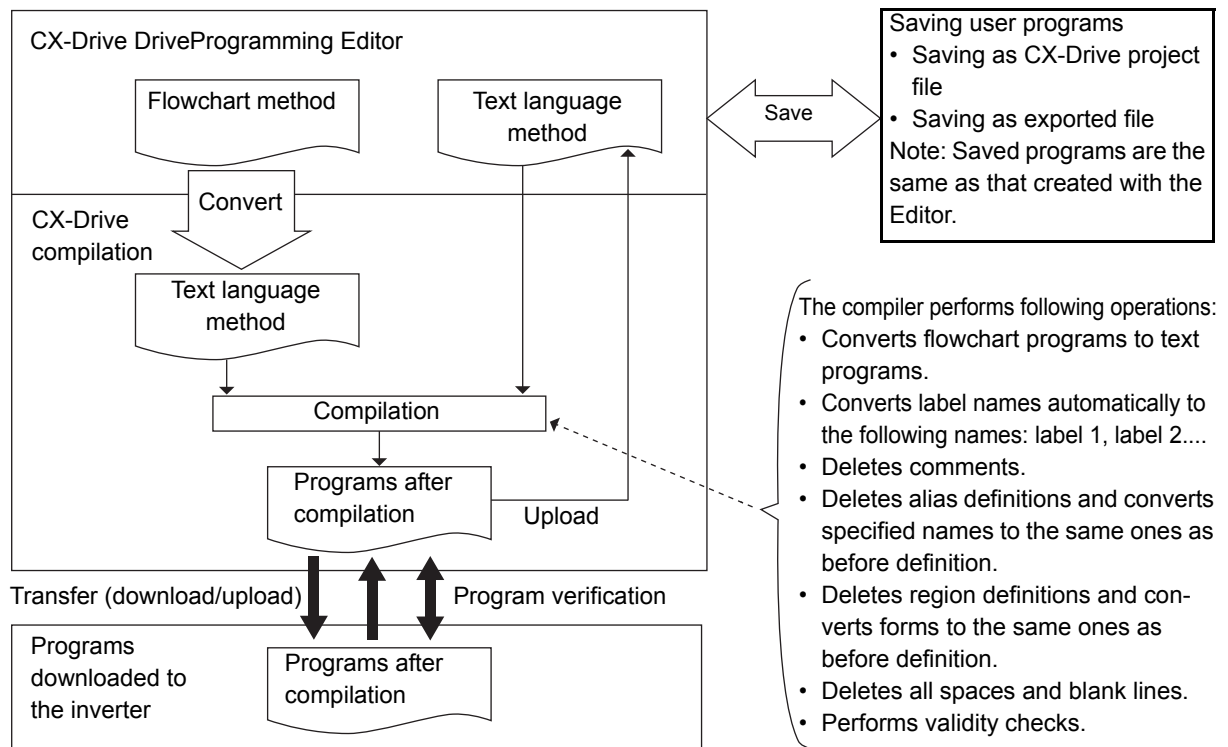 CX-Drive DriveProgramming Editor
Flowchart method
Text language
method
Save
Saving user programs
• Saving as CX-Drive project
file
• Saving as exported file
Note: Saved programs are the
same as that created with the
Editor.
Convert
CX-Drive
compilation
Text language
method
Compilation
Programs after
compilation
Upload
The compiler performs following operations:
• Converts flowchart programs to text
programs.
• Converts label names automatically to
the following names: label 1, label 2....
• Deletes comments.
• Deletes alias definitions and converts
specified names to the same ones as
before definition.
• Deletes region definitions and con-
verts forms to the same ones as
before definition.
• Deletes all spaces and blank lines.
• Performs validity checks.
Transfer (download/upload)
Program verification
Programs
downloaded to
the inverter
Programs after
compilation